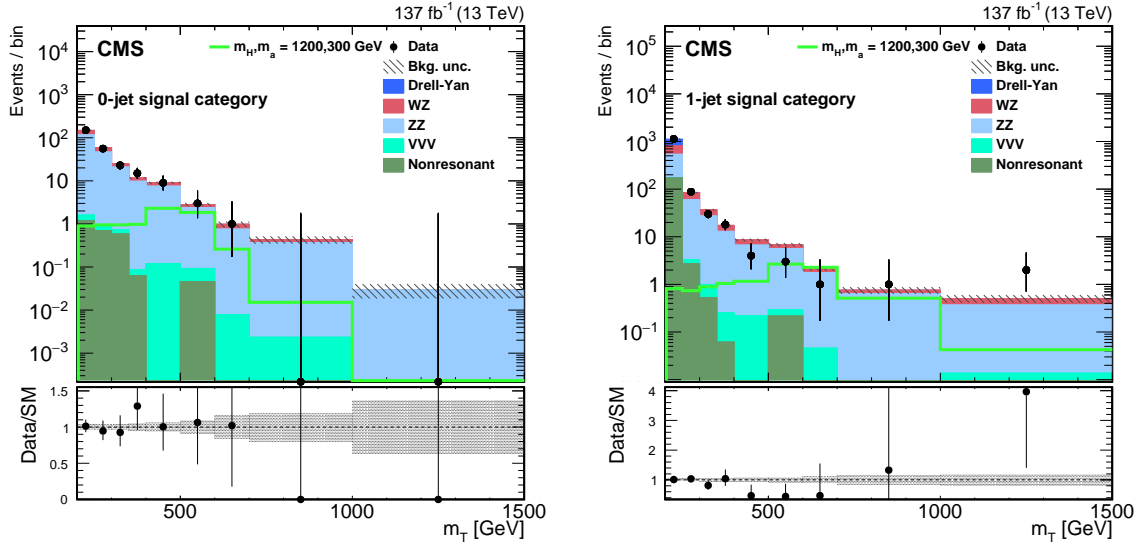 137 fb⁻¹ (13 TeV)
CMS
m_H,m_a = 1200,300 GeV
Data
Bkg. unc.
Drell-Yan
WZ
ZZ
VVV
Nonresonant
0-jet signal category
Events / bin
10⁴
10³
10²
10
1
10⁻¹
10⁻²
10⁻³
Data/SM
1.5
1
0.5
0
500
1000
1500
m_T [GeV]
137 fb⁻¹ (13 TeV)
CMS
m_H,m_a = 1200,300 GeV
Data
Bkg. unc.
Drell-Yan
WZ
ZZ
VVV
Nonresonant
1-jet signal category
Events / bin
10⁵
10⁴
10³
10²
10
1
10⁻¹
Data/SM
4
3
2
1
500
1000
1500
m_T [GeV]